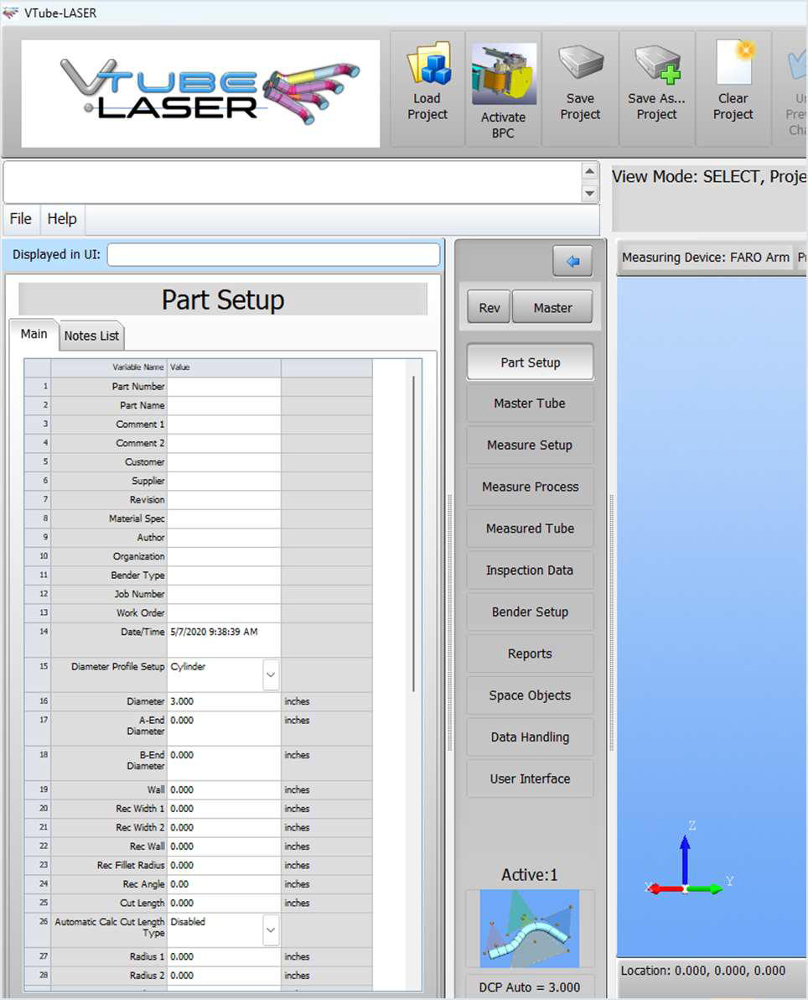 VTube-LASER
VTUBE
LASER
Load
Project
Activate
BPC
Save
Project
Save As...
Project
Clear
Project
View Mode: SELECT, Proje
File
Help
Displayed in UI:
Measuring Device: FARO Arm
Part Setup
Main
Notes List
Variable Name Value
1 Part Number
2 Part Name
3 Comment 1
4 Comment 2
5 Customer
6 Supplier
7 Revision
8 Material Spec
9 Author
10 Organization
11 Bender Type
12 Job Number
13 Work Order
14 Date/Time 5/7/2020 9:38:39 AM
15 Diameter Profile Setup Cylinder
16 Diameter 3.000 inches
17 A-End 0.000 inches
Diameter
18 B-End 0.000 inches
Diameter
19 Wall 0.000 inches
20 Rec Width 1 0.000 inches
21 Rec Width 2 0.000 inches
22 Rec Wall 0.000 inches
23 Rec Fillet Radius 0.000 inches
24 Rec Angle 0.00 inches
25 Cut Length 0.000 inches
26 Automatic Calc Cut Length Disabled
Type
27 Radius 1 0.000 inches
28 Radius 2 0.000 inches
Rev
Master
Part Setup
Master Tube
Measure Setup
Measure Process
Measured Tube
Inspection Data
Bender Setup
Reports
Space Objects
Data Handling
User Interface
Active:1
DCP Auto = 3.000
Z
X
Y
Location: 0.000, 0.000, 0.000